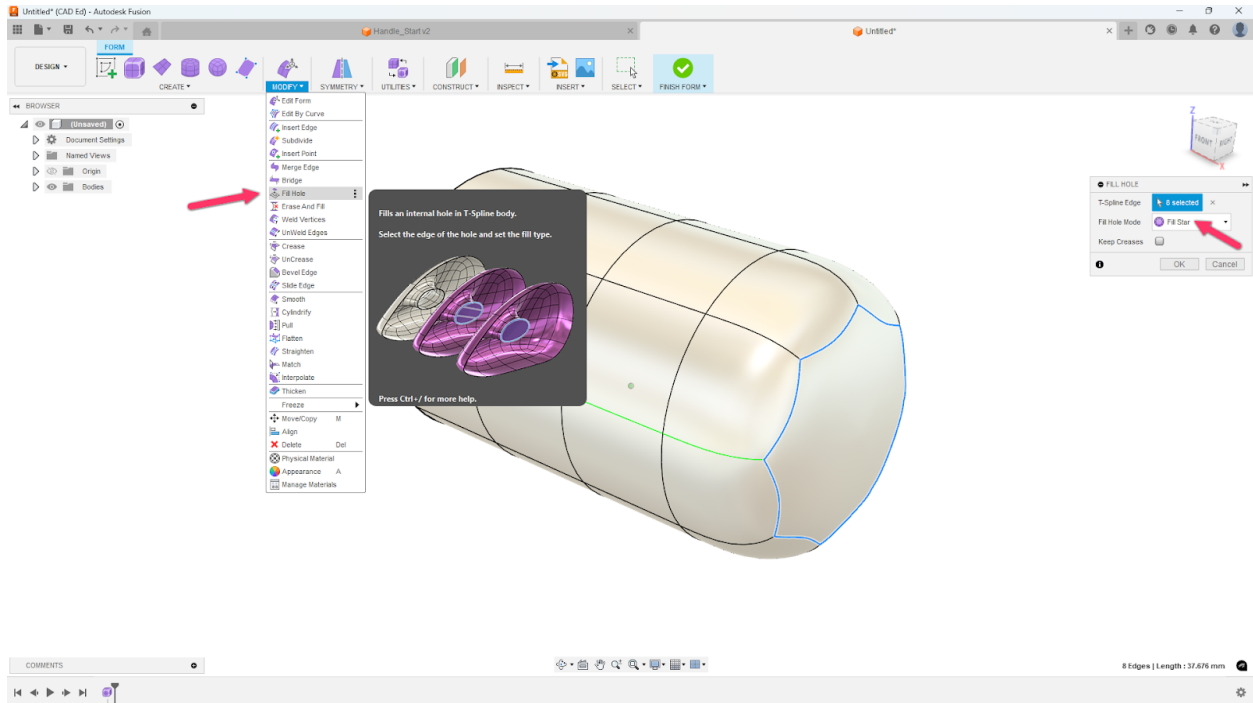 Untitled* (CAD Ed) - Autodesk Fusion
Handle_Start v2
Untitled*
FORM
DESIGN
CREATE
MODIFY
SYMMETRY
UTILITIES
CONSTRUCT
INSPECT
INSERT
SELECT
FINISH FORM
BROWSER
(Unsaved)
Document Settings
Named Views
Origin
Bodies
Edit Form
Edit By Curve
Insert Edge
Subdivide
Insert Point
Merge Edge
Bridge
Fill Hole
Erase And Fill
Weld Vertices
UnWeld Edges
Crease
UnCrease
Bevel Edge
Slide Edge
Smooth
Cylindrify
Pull
Flatten
Straighten
Match
Interpolate
Thicken
Freeze
Move/Copy M
Align
Delete Del
Physical Material
Appearance A
Manage Materials
Fills an internal hole in T-Spline body.
Select the edge of the hole and set the fill type.
Press Ctrl+/ for more help.
Z
FRONT
RIGHT
X
FILL HOLE
T-Spline Edge 8 selected
Fill Hole Mode Fill Star
Keep Creases
OK Cancel
COMMENTS
8 Edges | Length : 37.676 mm